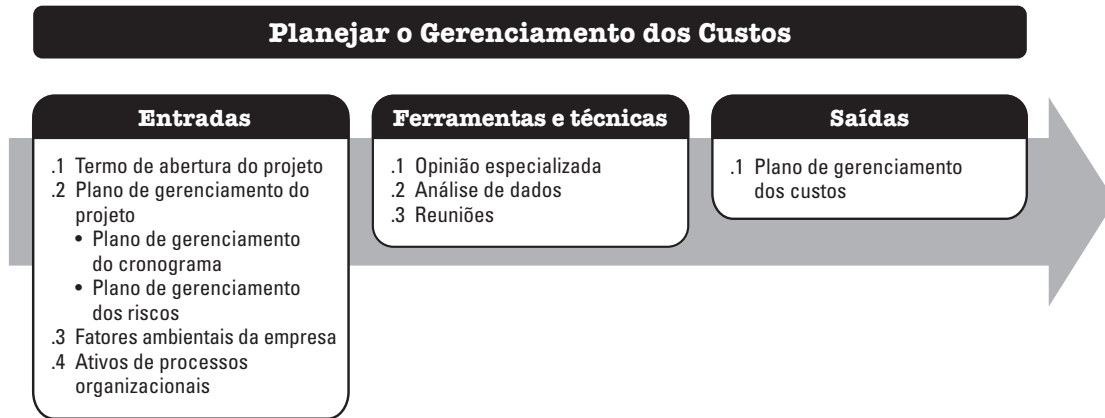 Planejar o Gerenciamento dos Custos
Entradas
.1 Termo de abertura do projeto
.2 Plano de gerenciamento do
projeto
• Plano de gerenciamento
do cronograma
• Plano de gerenciamento
dos riscos
.3 Fatores ambientais da empresa
.4 Ativos de processos
organizacionais
Ferramentas e técnicas
.1 Opinião especializada
.2 Análise de dados
.3 Reuniões
Saídas
.1 Plano de gerenciamento
dos custos